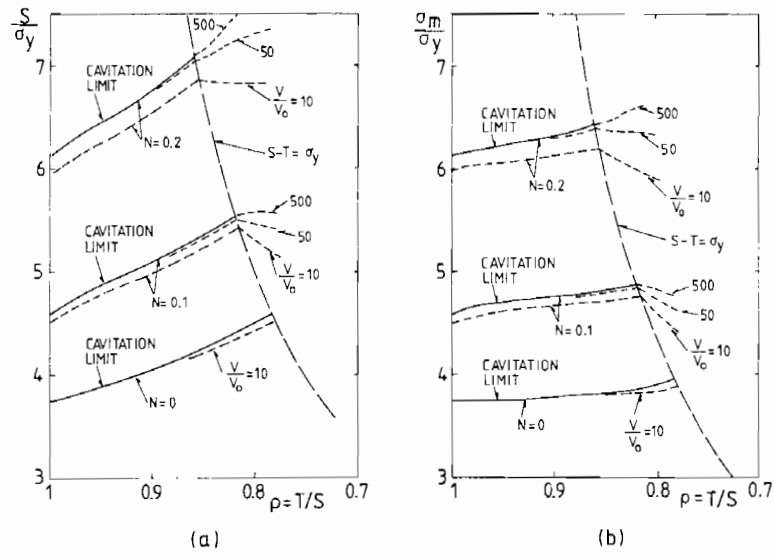 S/σy
7
6
5
4
3
500
50
V/V₀=10
CAVITATION
LIMIT
N=0.2
S-T=σy
CAVITATION
LIMIT
500
50
V/V₀=10
N=0.1
CAVITATION
LIMIT
V/V₀=10
N=0
1
0.9
0.8
0.7
ρ=T/S
(a)
σm/σy
7
6
5
4
3
CAVITATION
LIMIT
500
50
N=0.2
V/V₀=10
S-T=σy
CAVITATION
LIMIT
500
50
N=0.1
V/V₀=10
CAVITATION
LIMIT
N=0
V/V₀=10
1
0.9
0.8
0.7
ρ=T/S
(b)